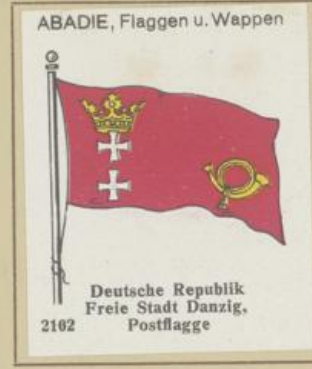 ABADIE, Flaggen u. Wappen
Deutsche Republik
Freie Stadt Danzig,
2102 Postflagge